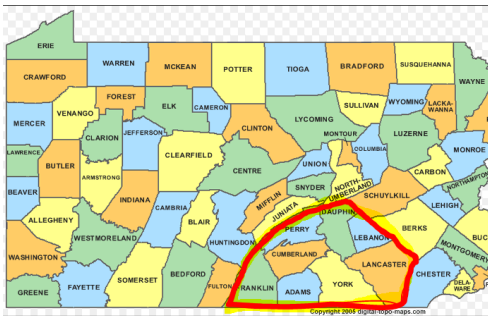 ERIE
CRAWFORD
WARREN
MCKEAN
POTTER
TIOGA
BRADFORD
SUSQUEHANNA
WAYNE
MERCER
VENANGO
FOREST
ELK
CAMERON
CLINTON
LYCOMING
SULLIVAN
WYOMING
LACKA-
WANNA
LAWRENCE
BUTLER
CLARION
JEFFERSON
CLEARFIELD
CENTRE
UNION
MONTOUR
COLUMBIA
LUZERNE
MONROE
CARBON
NORTHAMPTON
BEAVER
ALLEGHENY
ARMSTRONG
INDIANA
CAMBRIA
BLAIR
HUNTINGDON
MIFFLIN
SNYDER
NORTH-
UMBERLAND
SCHUYLKILL
LEHIGH
WASHINGTON
WESTMORELAND
JUNIATA
PERRY
DAUPHIN
LEBANON
BERKS
BUC
GREENE
FAYETTE
SOMERSET
BEDFORD
FULTON
RANKLIN
CUMBERLAND
ADAMS
YORK
LANCASTER
CHESTER
MONTGOMERY
DELA-
WARE
Copyright 2005 digital-topo-maps.com